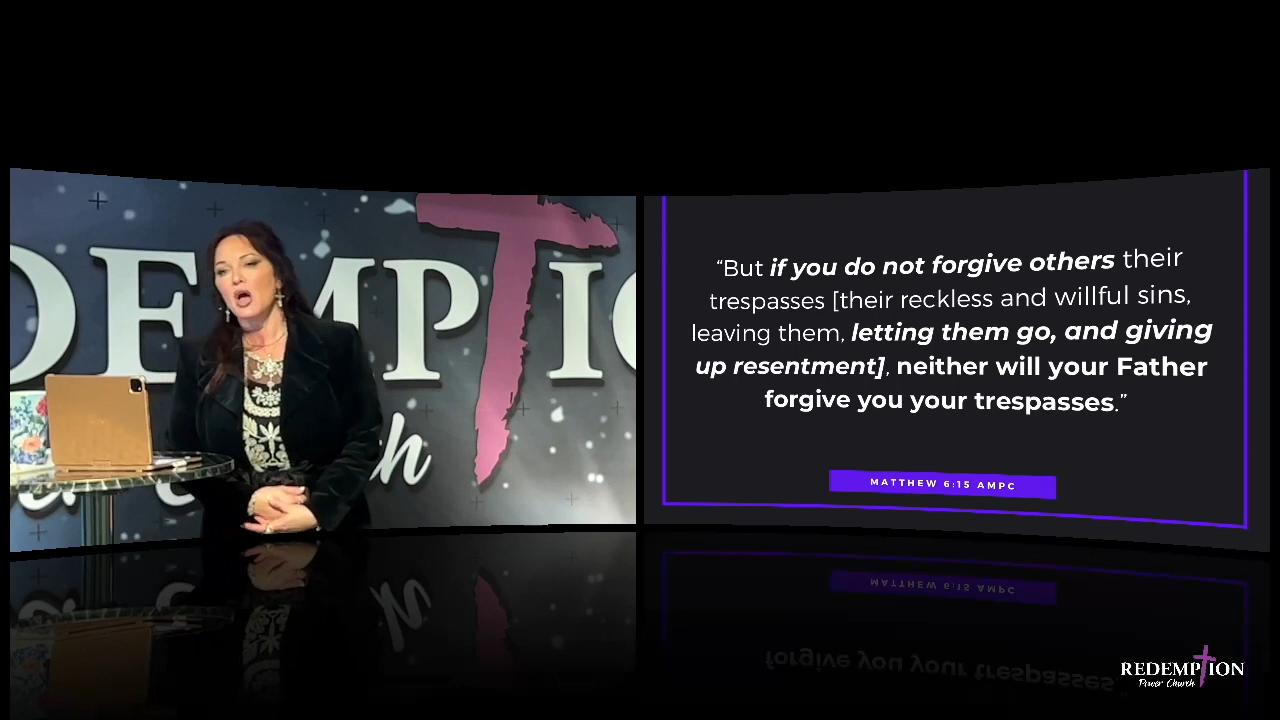 DEMPTIO
ch
“But if you do not forgive others their
trespasses [their reckless and willful sins,
leaving them, letting them go, and giving
up resentment], neither will your Father
forgive you your trespasses.”
MATTHEW 6:15 AMPC
REDEMPTION
Power Church